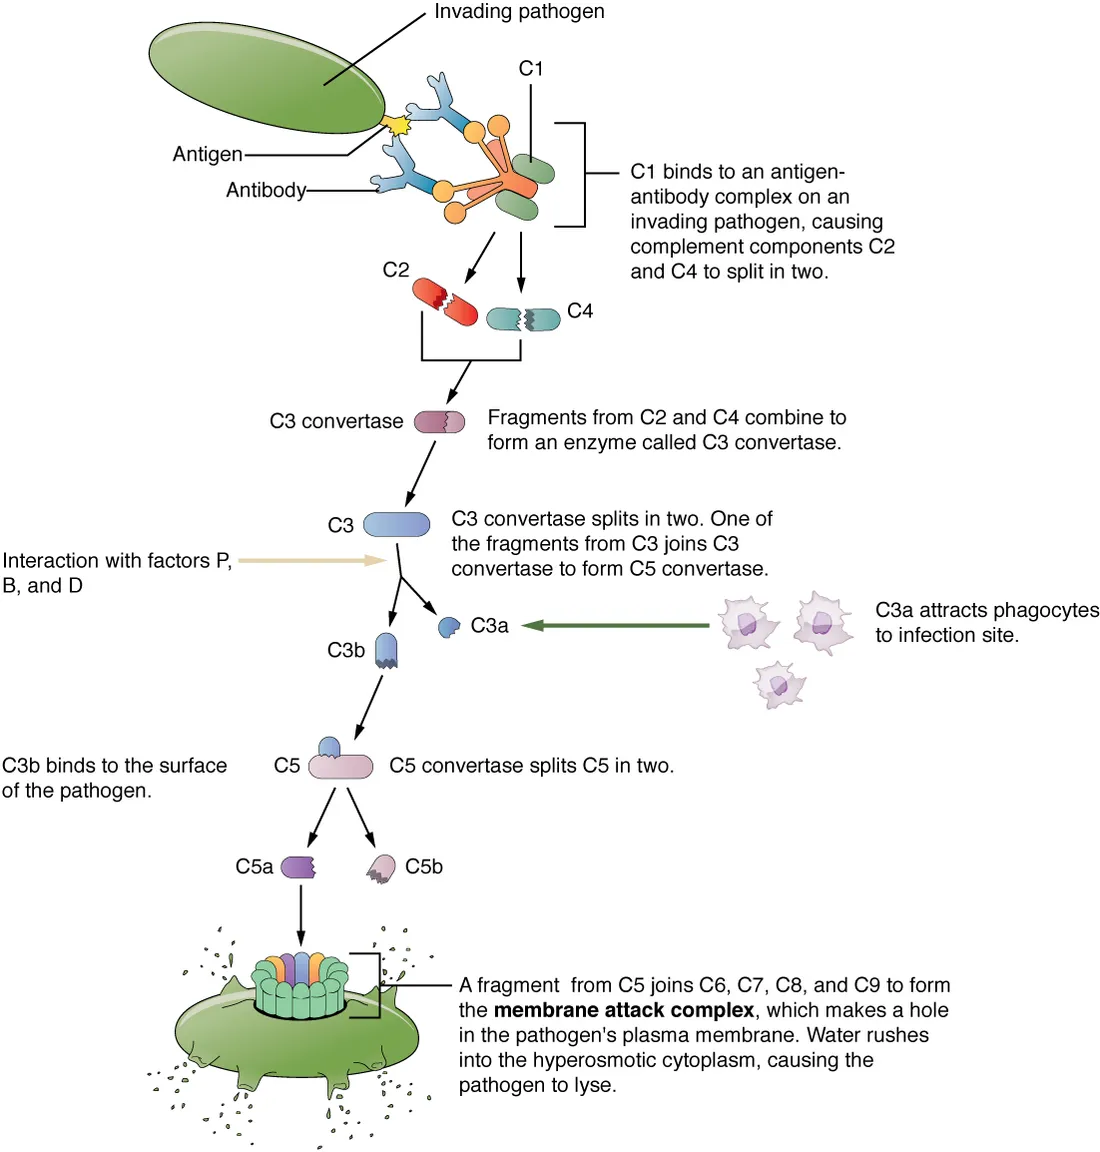 Invading pathogen
C1
Antigen
Antibody
C1 binds to an antigen-
antibody complex on an
invading pathogen, causing
complement components C2
and C4 to split in two.
C2
C4
C3 convertase
Fragments from C2 and C4 combine to
form an enzyme called C3 convertase.
C3
C3 convertase splits in two. One of
the fragments from C3 joins C3
convertase to form C5 convertase.
Interaction with factors P,
B, and D
C3a
C3a attracts phagocytes
to infection site.
C3b
C3b binds to the surface
of the pathogen.
C5
C5 convertase splits C5 in two.
C5a
C5b
A fragment from C5 joins C6, C7, C8, and C9 to form
the membrane attack complex, which makes a hole
in the pathogen's plasma membrane. Water rushes
into the hyperosmotic cytoplasm, causing the
pathogen to lyse.